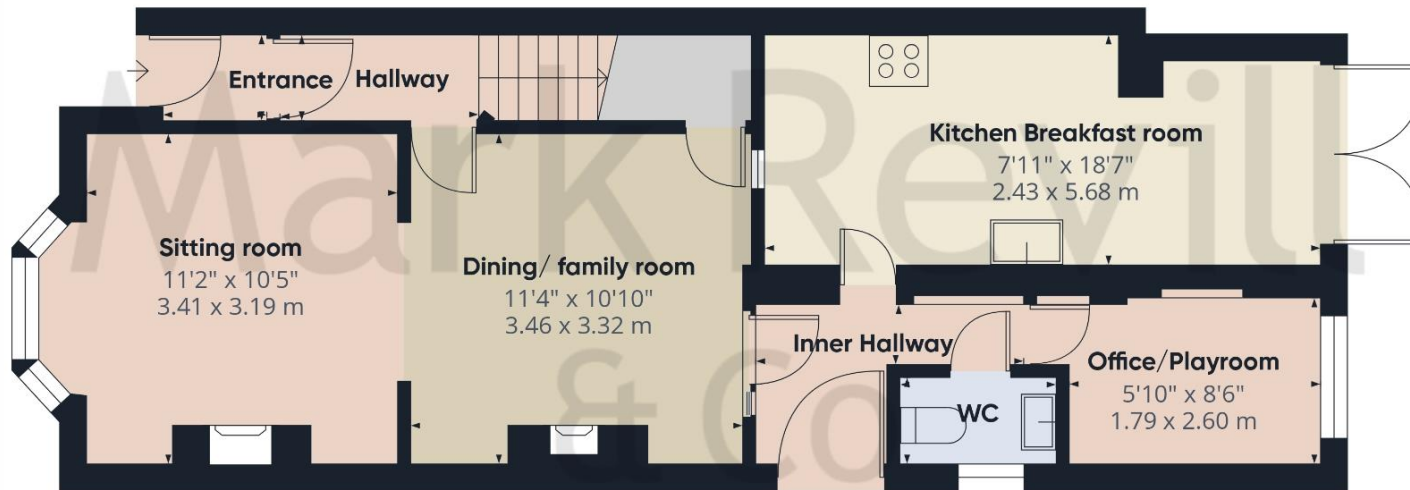 Entrance Hallway
Kitchen Breakfast room
7'11" x 18'7"
2.43 x 5.68 m
Sitting room
11'2" x 10'5"
3.41 x 3.19 m
Dining/ family room
11'4" x 10'10"
3.46 x 3.32 m
Inner Hallway
Office/Playroom
5'10" x 8'6"
1.79 x 2.60 m
WC
Mark Revill
& Co